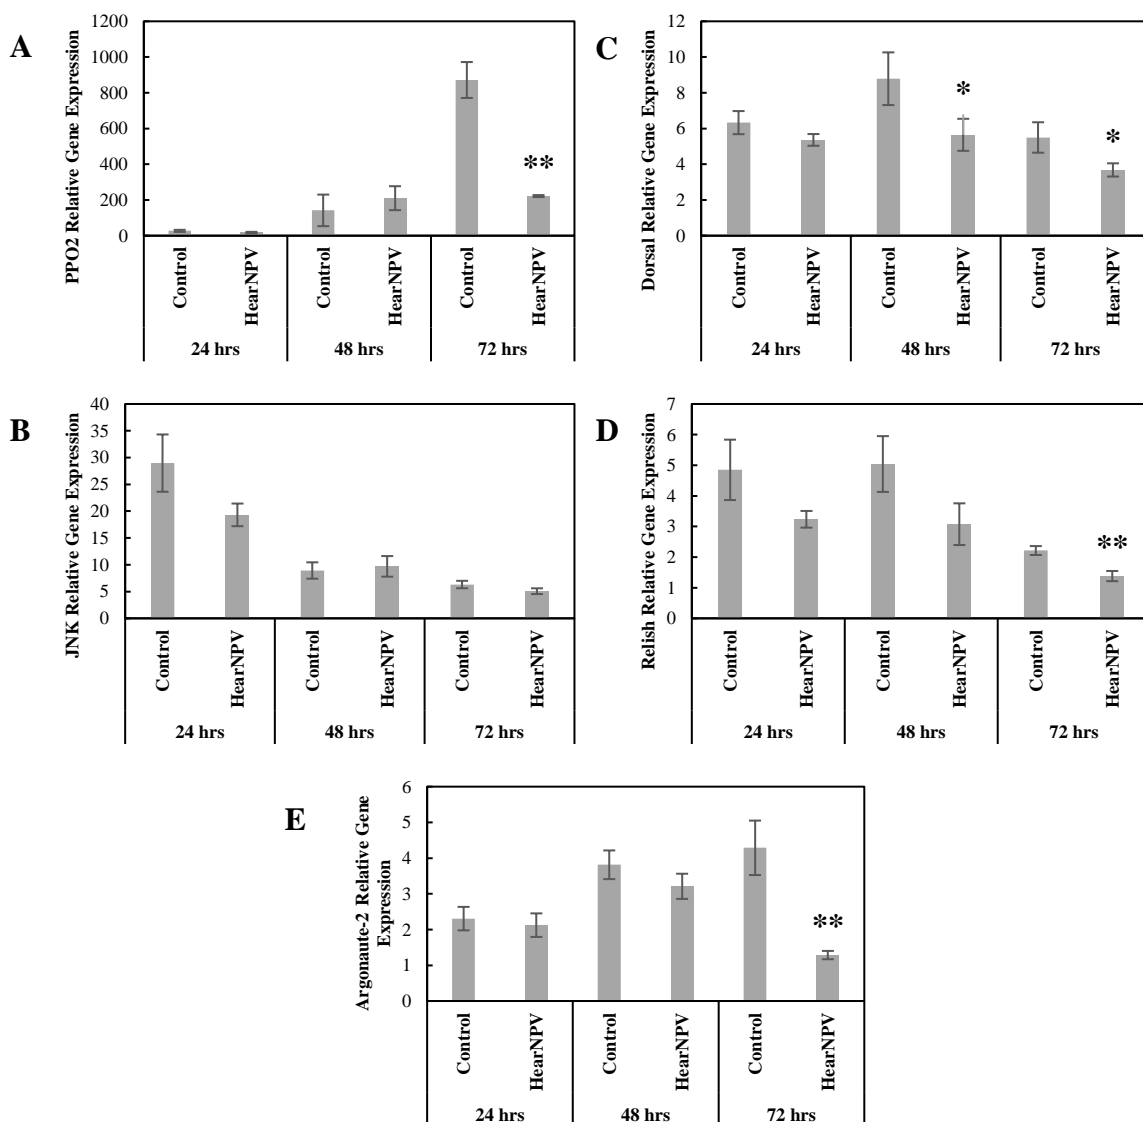 A
PPO2 Relative Gene Expression
1200
1000
800
600
400
200
0
**
Control
HearNPV
Control
HearNPV
Control
HearNPV
24 hrs
48 hrs
72 hrs
C
Dorsal Relative Gene Expression
12
10
8
6
4
2
0
*
*
Control
HearNPV
Control
HearNPV
Control
HearNPV
24 hrs
48 hrs
72 hrs
B
JNK Relative Gene Expression
40
35
30
25
20
15
10
5
0
Control
HearNPV
Control
HearNPV
Control
HearNPV
24 hrs
48 hrs
72 hrs
D
Relish Relative Gene Expression
7
6
5
4
3
2
1
0
**
Control
HearNPV
Control
HearNPV
Control
HearNPV
24 hrs
48 hrs
72 hrs
E
Argonaute-2 Relative Gene
Expression
6
5
4
3
2
1
0
**
Control
HearNPV
Control
HearNPV
Control
HearNPV
24 hrs
48 hrs
72 hrs